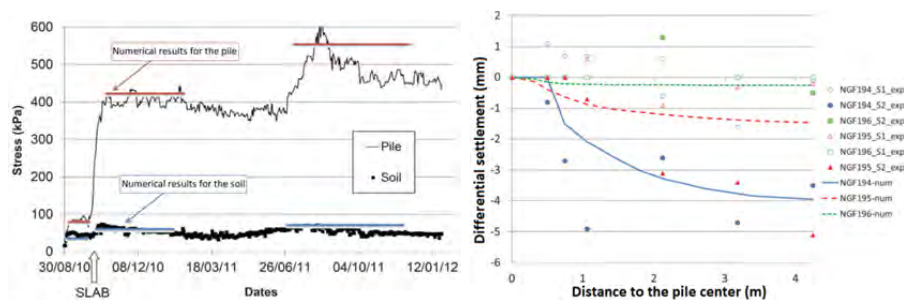 600
500
400
300
200
100
0
Stress (kPa)
Numerical results for the pile
Pile
Soil
Numerical results for the soil
30/08/10 08/12/10 18/03/11 26/06/11 04/10/11 12/01/12
SLAB
Dates
2
1
0
-1
-2
-3
-4
-5
-6
Differential settlement (mm)
0 1 2 3 4
Distance to the pile center (m)
NGF194_S1_exp
NGF194_S2_exp
NGF196_S2_exp
NGF195_S1_exp
NGF196_S1_exp
NGF195_S2_exp
NGF194-num
NGF195-num
NGF196-num